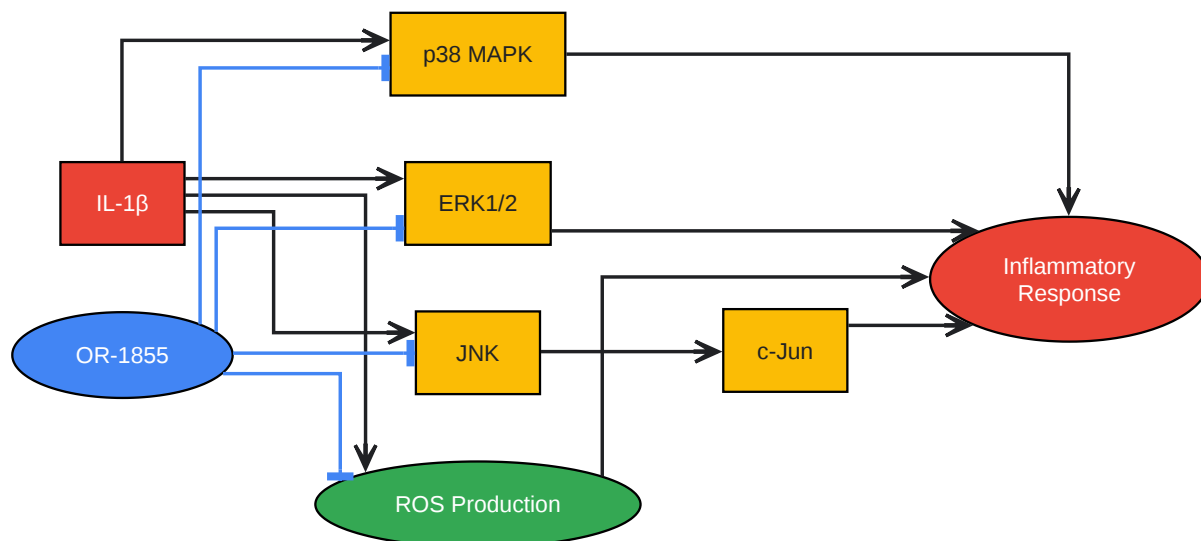 p38 MAPK
IL-1β
ERK1/2
Inflammatory
Response
OR-1855
JNK
c-Jun
ROS Production